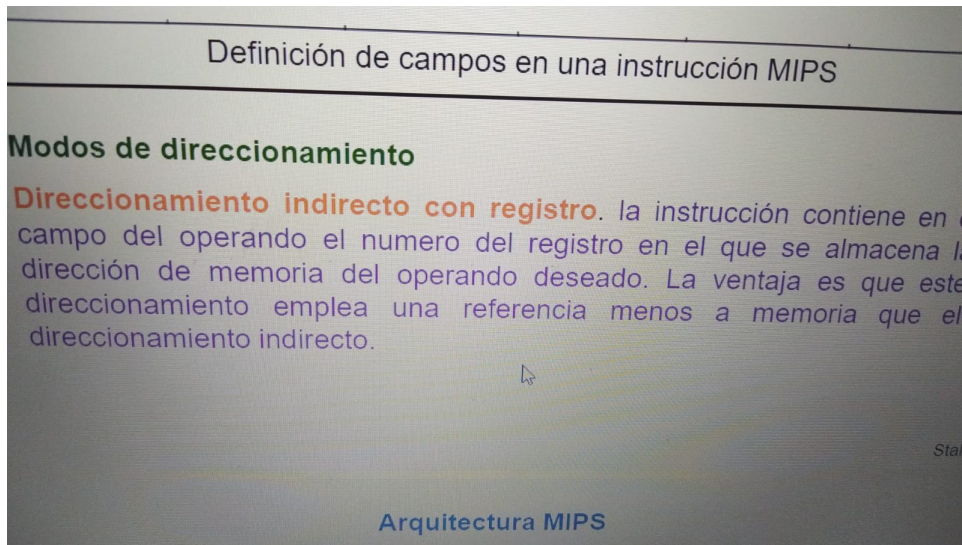 Definición de campos en una instrucción MIPS
Modos de direccionamiento
Direccionamiento indirecto con registro. la instrucción contiene en
campo del operando el numero del registro en el que se almacena
dirección de memoria del operando deseado. La ventaja es que este
direccionamiento emplea una referencia menos a memoria que el
direccionamiento indirecto.
Arquitectura MIPS